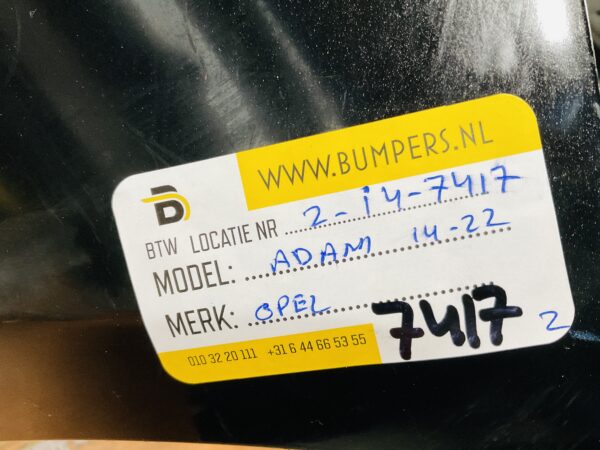 WWW.BUMPERS.NL
BTW LOCATIE NR 2-14-7417
MODEL: ADAM 14-22
MERK: OPEL
7417 2
010 32 20 111 +31 6 44 66 53 55